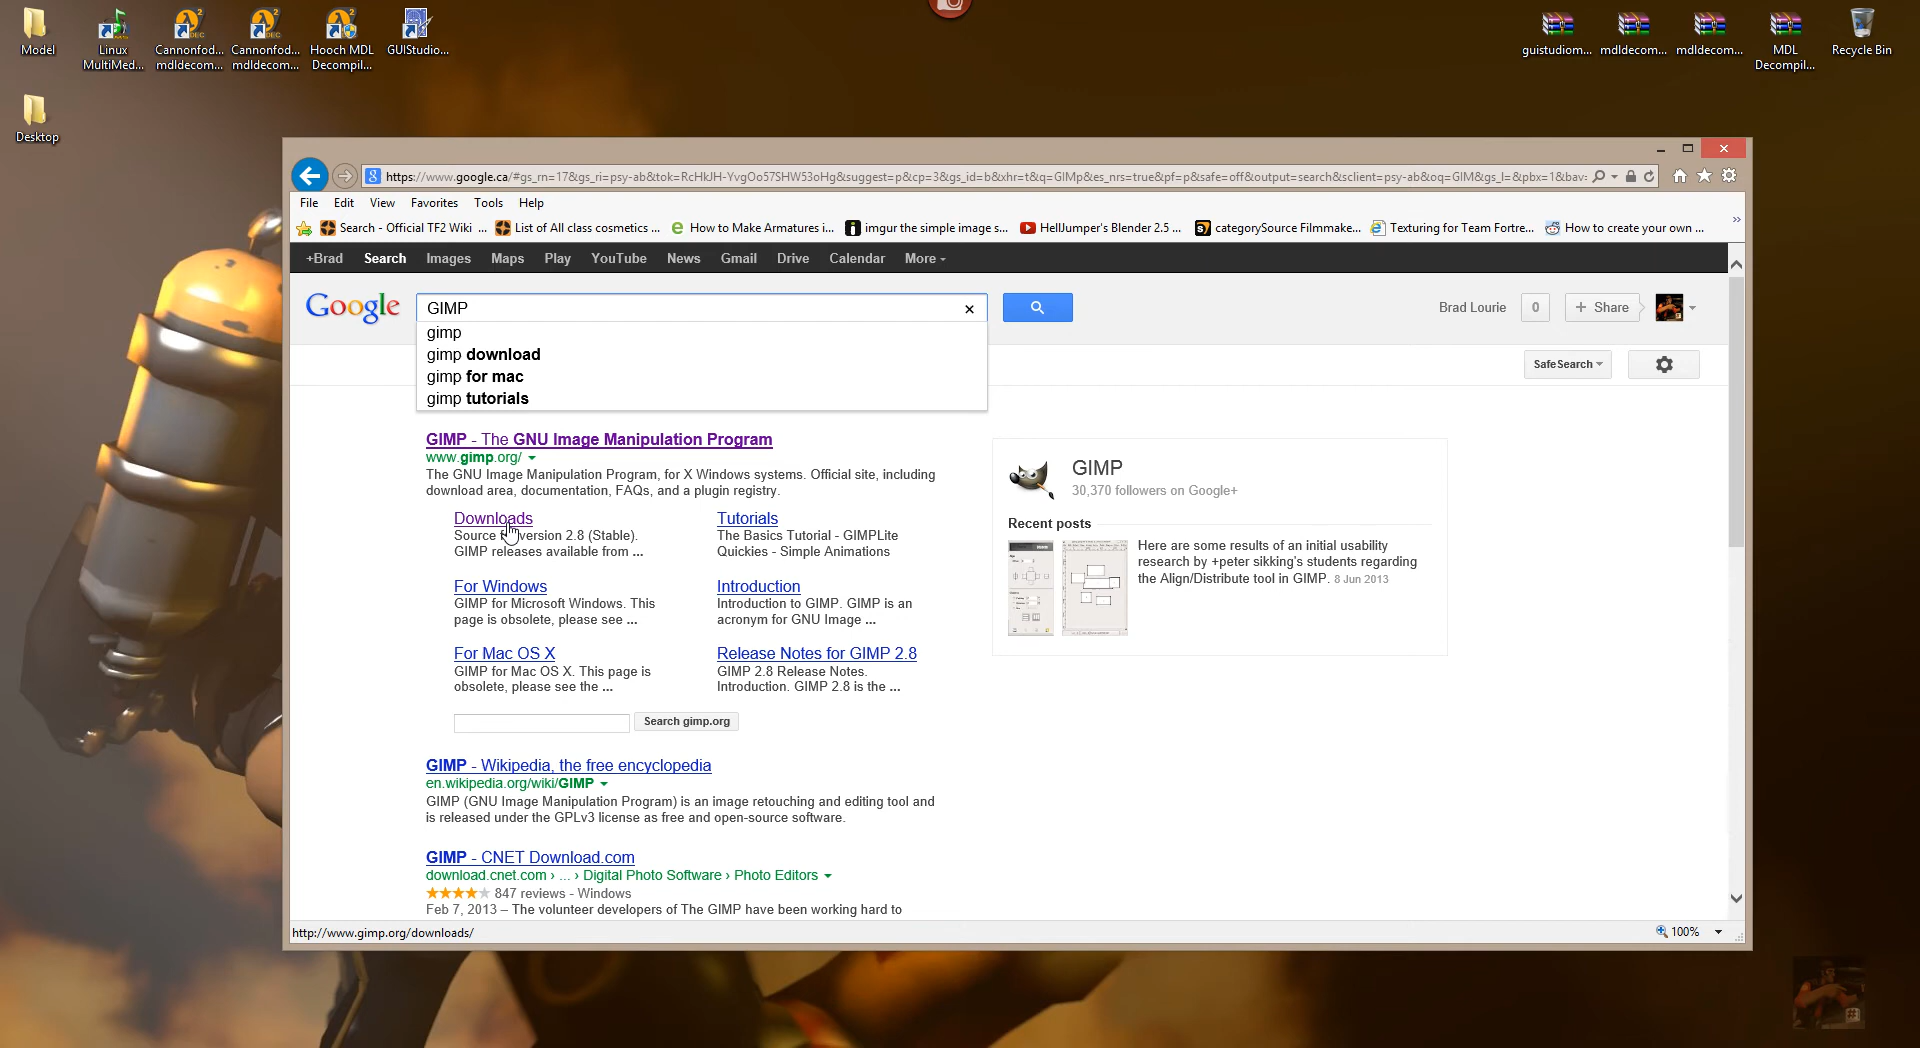 Model
Linux MultiMed...
Cannonfod... mdldecom...
Cannonfod... mdldecom...
Hooch MDL Decompil...
GUIStudio...
guistudiom...
mdldecom...
mdldecom...
MDL Decompil...
Recycle Bin
Desktop
https://www.google.ca/#gs_rn=17&gs_ri=psy-ab&tok=RcHkJH-YvgOo57SHW53oHg&suggest=p&cp=3&gs_id=b&xhr=t&q=GIMp&es_nrs=true&pf=p&safe=off&output=search&sclient=psy-ab&oq=GIM&gs_l=&pbx=1&bav=
File Edit View Favorites Tools Help
Search - Official TF2 Wiki ... List of All class cosmetics ... How to Make Armatures i... imgur the simple image s... HellJumper's Blender 2.5 ... categorySource Filmmake... Texturing for Team Fortre... How to create your own ...
+Brad Search Images Maps Play YouTube News Gmail Drive Calendar More
Google GIMP Brad Lourie 0 + Share
gimp
gimp download
gimp for mac
gimp tutorials
SafeSearch
GIMP - The GNU Image Manipulation Program
www.gimp.org/
The GNU Image Manipulation Program, for X Windows systems. Official site, including
download area, documentation, FAQs, and a plugin registry.
Downloads
Source version 2.8 (Stable).
GIMP releases available from ...
Tutorials
The Basics Tutorial - GIMPLite
Quickies - Simple Animations
For Windows
GIMP for Microsoft Windows. This
page is obsolete, please see ...
Introduction
Introduction to GIMP. GIMP is an
acronym for GNU Image ...
For Mac OS X
GIMP for Mac OS X. This page is
obsolete, please see the ...
Release Notes for GIMP 2.8
GIMP 2.8 Release Notes.
Introduction. GIMP 2.8 is the ...
Search gimp.org
GIMP - Wikipedia, the free encyclopedia
en.wikipedia.org/wiki/GIMP
GIMP (GNU Image Manipulation Program) is an image retouching and editing tool and
is released under the GPLv3 license as free and open-source software.
GIMP - CNET Download.com
download.cnet.com › ... › Digital Photo Software › Photo Editors
847 reviews - Windows
Feb 7, 2013 – The volunteer developers of The GIMP have been working hard to
GIMP
30,370 followers on Google+
Recent posts
Here are some results of an initial usability
research by +peter sikking's students regarding
the Align/Distribute tool in GIMP. 8 Jun 2013
http://www.gimp.org/downloads/
100%